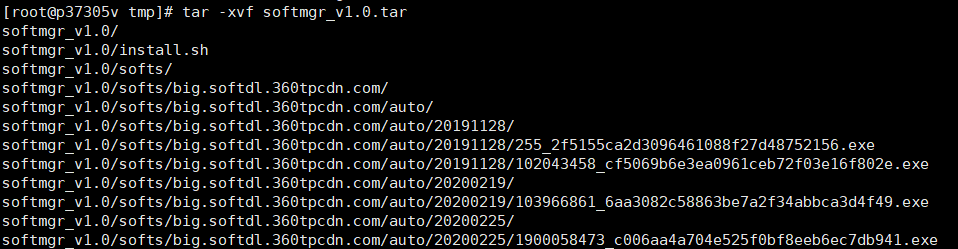 [root@p37305v tmp]# tar -xvf softmgr_v1.0.tar
softmgr_v1.0/
softmgr_v1.0/install.sh
softmgr_v1.0/softs/
softmgr_v1.0/softs/big.softdl.360tpcdn.com/
softmgr_v1.0/softs/big.softdl.360tpcdn.com/auto/
softmgr_v1.0/softs/big.softdl.360tpcdn.com/auto/20191128/
softmgr_v1.0/softs/big.softdl.360tpcdn.com/auto/20191128/255_2f5155ca2d3096461088f27d48752156.exe
softmgr_v1.0/softs/big.softdl.360tpcdn.com/auto/20191128/102043458_cf5069b6e3ea0961ceb72f03e16f802e.exe
softmgr_v1.0/softs/big.softdl.360tpcdn.com/auto/20200219/
softmgr_v1.0/softs/big.softdl.360tpcdn.com/auto/20200219/103966861_6aa3082c58863be7a2f34abbca3d4f49.exe
softmgr_v1.0/softs/big.softdl.360tpcdn.com/auto/20200225/
softmgr_v1.0/softs/big.softdl.360tpcdn.com/auto/20200225/1900058473_c006aa4a704e525f0bf8eeb6ec7db941.exe